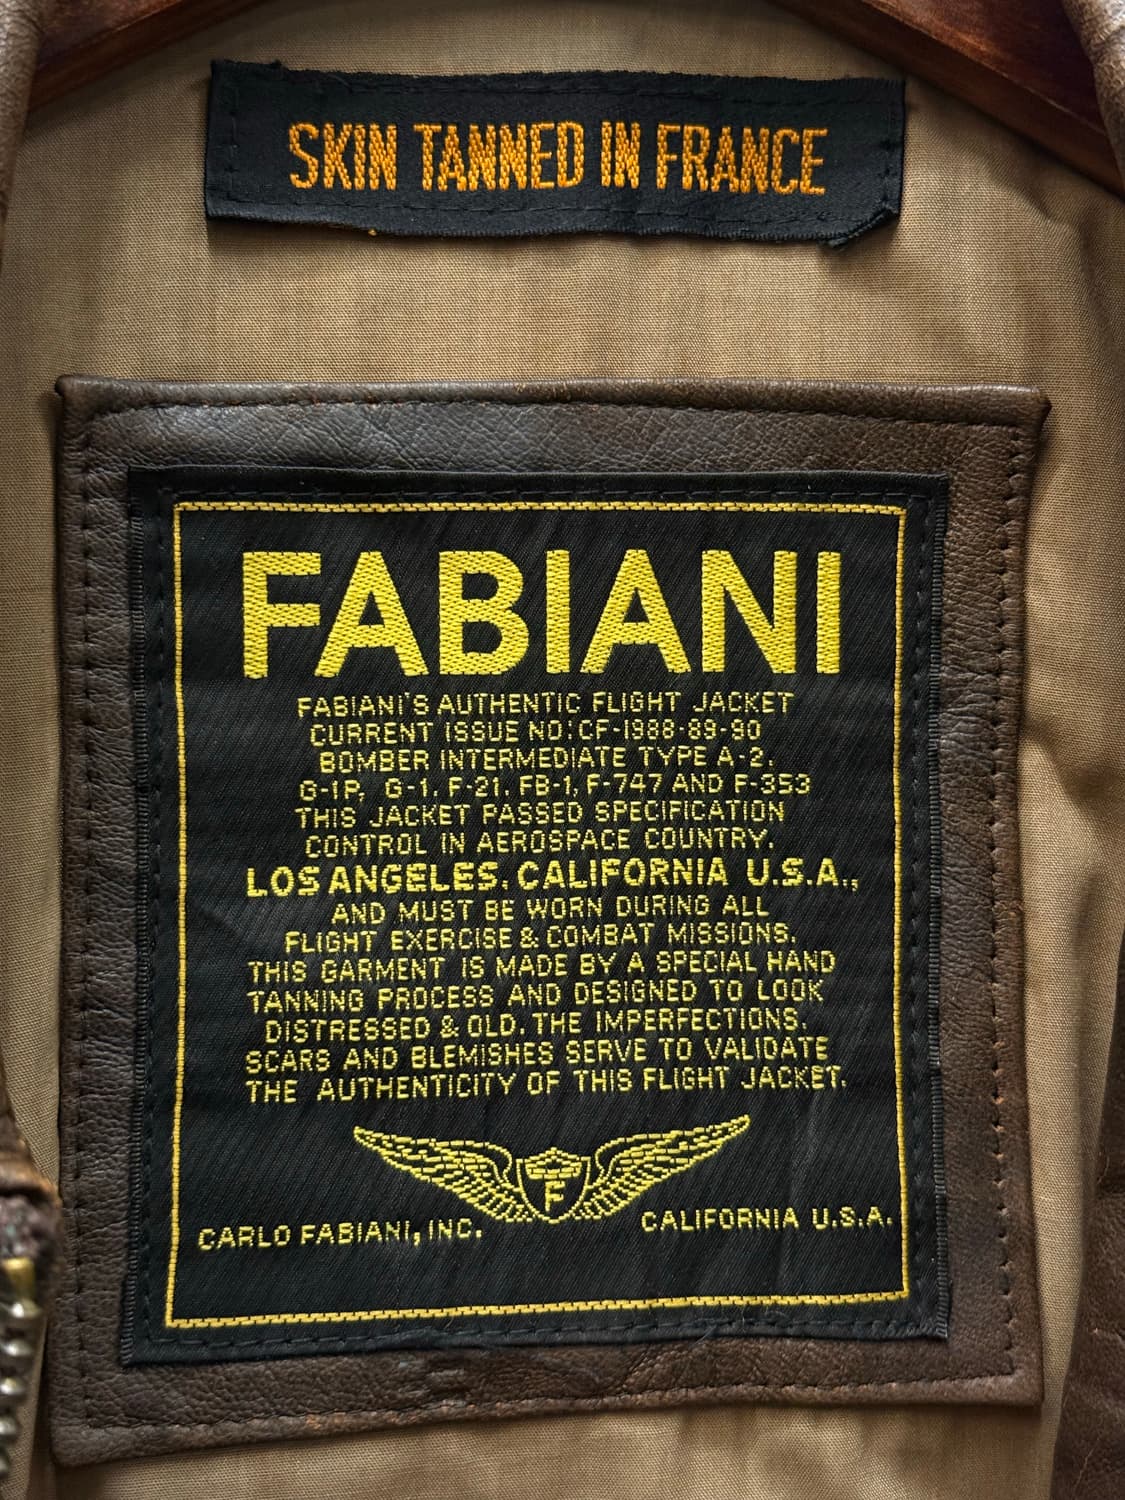 SKIN TANNED IN FRANCE
FABIANI
FABIANI'S AUTHENTIC FLIGHT JACKET
CURRENT ISSUE NO:CF-1988-89-90
BOMBER INTERMEDIATE TYPE A-2.
G-1P, G-1. F-21. FB-1, F-747 AND F-353
THIS JACKET PASSED SPECIFICATION
CONTROL IN AEROSPACE COUNTRY.
LOS ANGELES. CALIFORNIA U.S.A.,
AND MUST BE WORN DURING ALL
FLIGHT EXERCISE & COMBAT MISSIONS.
THIS GARMENT IS MADE BY A SPECIAL HAND
TANNING PROCESS AND DESIGNED TO LOOK
DISTRESSED & OLD. THE IMPERFECTIONS.
SCARS AND BLEMISHES SERVE TO VALIDATE
THE AUTHENTICITY OF THIS FLIGHT JACKET.
F
CARLO FABIANI, INC. CALIFORNIA U.S.A.